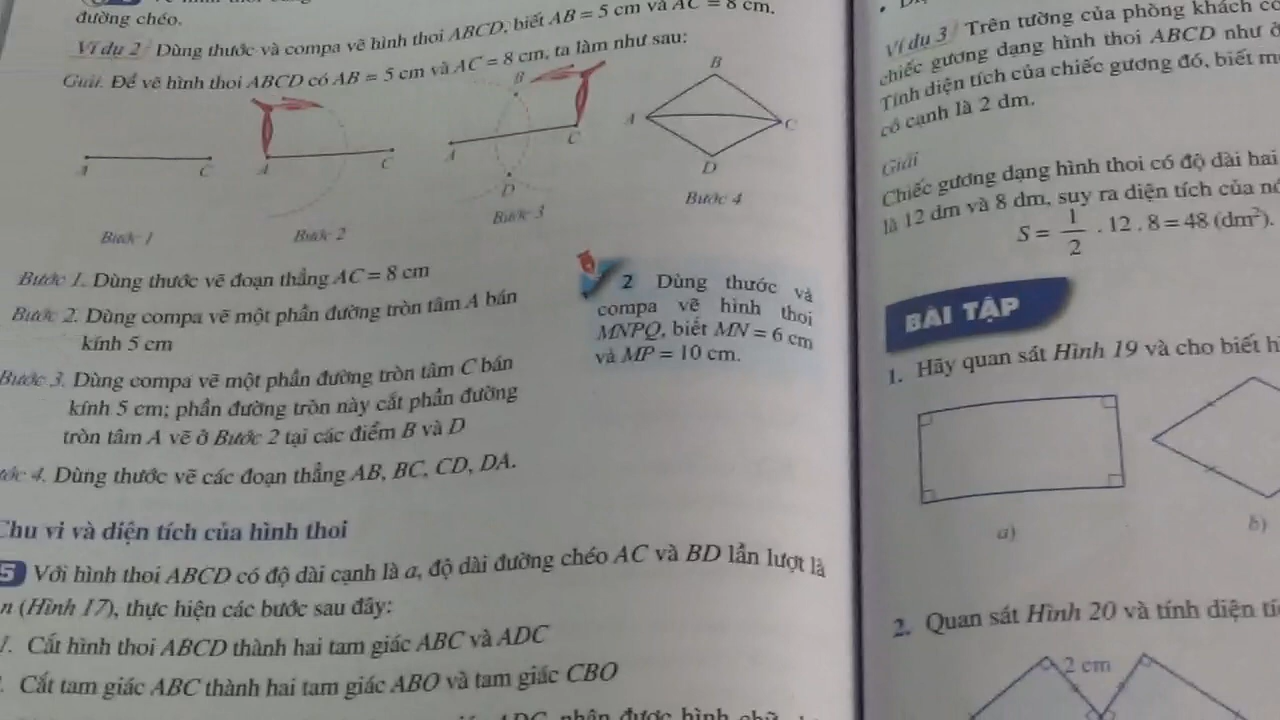 đường chéo.
Ví dụ 2 Dùng thước và compa vẽ hình thoi ABCD, biết AB = 5 cm và AC = 8 cm.
Giải. Để vẽ hình thoi ABCD có AB = 5 cm và AC = 8 cm, ta làm như sau:
A C
A C
A B C D
A B C D
Bước 1
Bước 2
Bước 3
Bước 4
Bước 1. Dùng thước vẽ đoạn thẳng AC = 8 cm
Bước 2. Dùng compa vẽ một phần đường tròn tâm A bán
kính 5 cm
Bước 3. Dùng compa vẽ một phần đường tròn tâm C bán
kính 5 cm; phần đường tròn này cắt phần đường
tròn tâm A vẽ ở Bước 2 tại các điểm B và D
4. Dùng thước vẽ các đoạn thẳng AB, BC, CD, DA.
2 Dùng thước và
compa vẽ hình thoi
MNPQ, biết MN = 6 cm
và MP = 10 cm.
Chu vi và diện tích của hình thoi
5 Với hình thoi ABCD có độ dài cạnh là a, độ dài đường chéo AC và BD lần lượt là
n (Hình 17), thực hiện các bước sau đây:
Cắt hình thoi ABCD thành hai tam giác ABC và ADC
Cắt tam giác ABC thành hai tam giác ABO và tam giác CBO
ADC, nhận được hình chữ
Ví dụ 3 Trên tường của phòng khách
chiếc gương dạng hình thoi ABCD như ở
Tính diện tích của chiếc gương đó, biết
có cạnh là 2 dm.
Giải
Chiếc gương dạng hình thoi có độ dài hai
là 12 dm và 8 dm, suy ra diện tích của
S = 1/2 . 12 . 8 = 48 (dm²).
BÀI TẬP
1. Hãy quan sát Hình 19 và cho biết
a)
b)
2. Quan sát Hình 20 và tính diện
2 cm